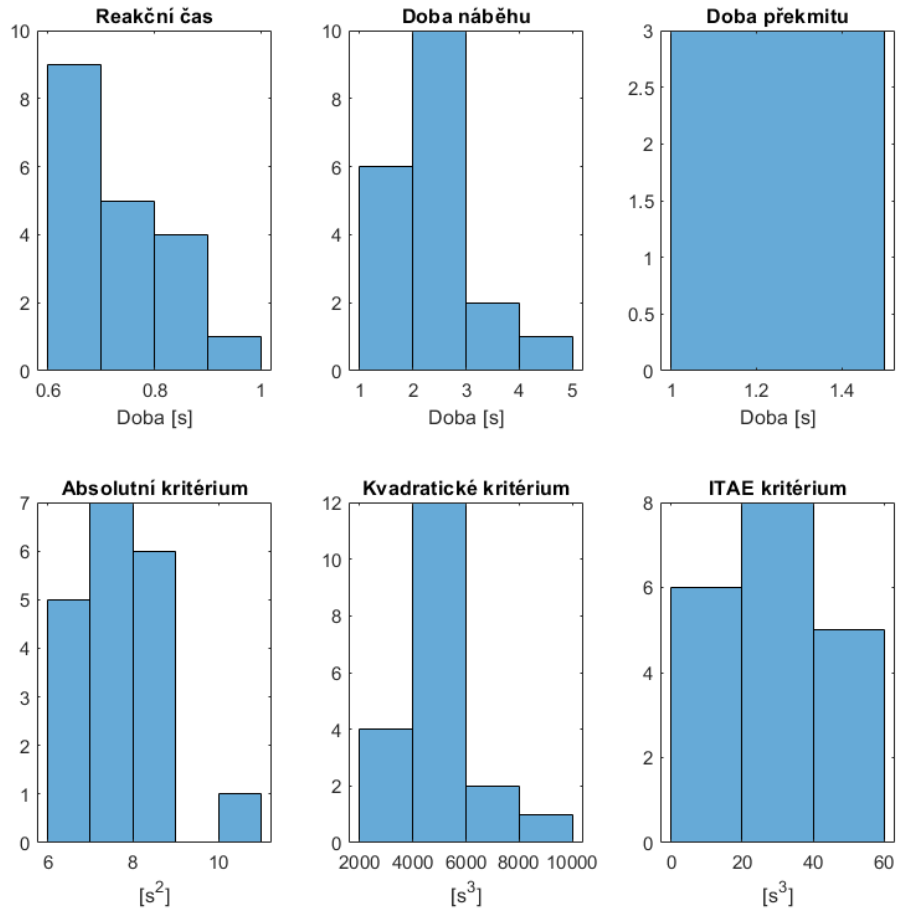 Reakční čas
10
8
6
4
2
0
0.6 0.8 1
Doba [s]
Doba náběhu
10
8
6
4
2
0
1 2 3 4 5
Doba [s]
Doba překmitu
3
2.5
2
1.5
1
0.5
0
1 1.2 1.4
Doba [s]
Absolutní kritérium
7
6
5
4
3
2
1
0
6 8 10
[s²]
Kvadratické kritérium
12
10
8
6
4
2
0
2000 4000 6000 8000 10000
[s³]
ITAE kritérium
8
6
4
2
0
0 20 40 60
[s³]